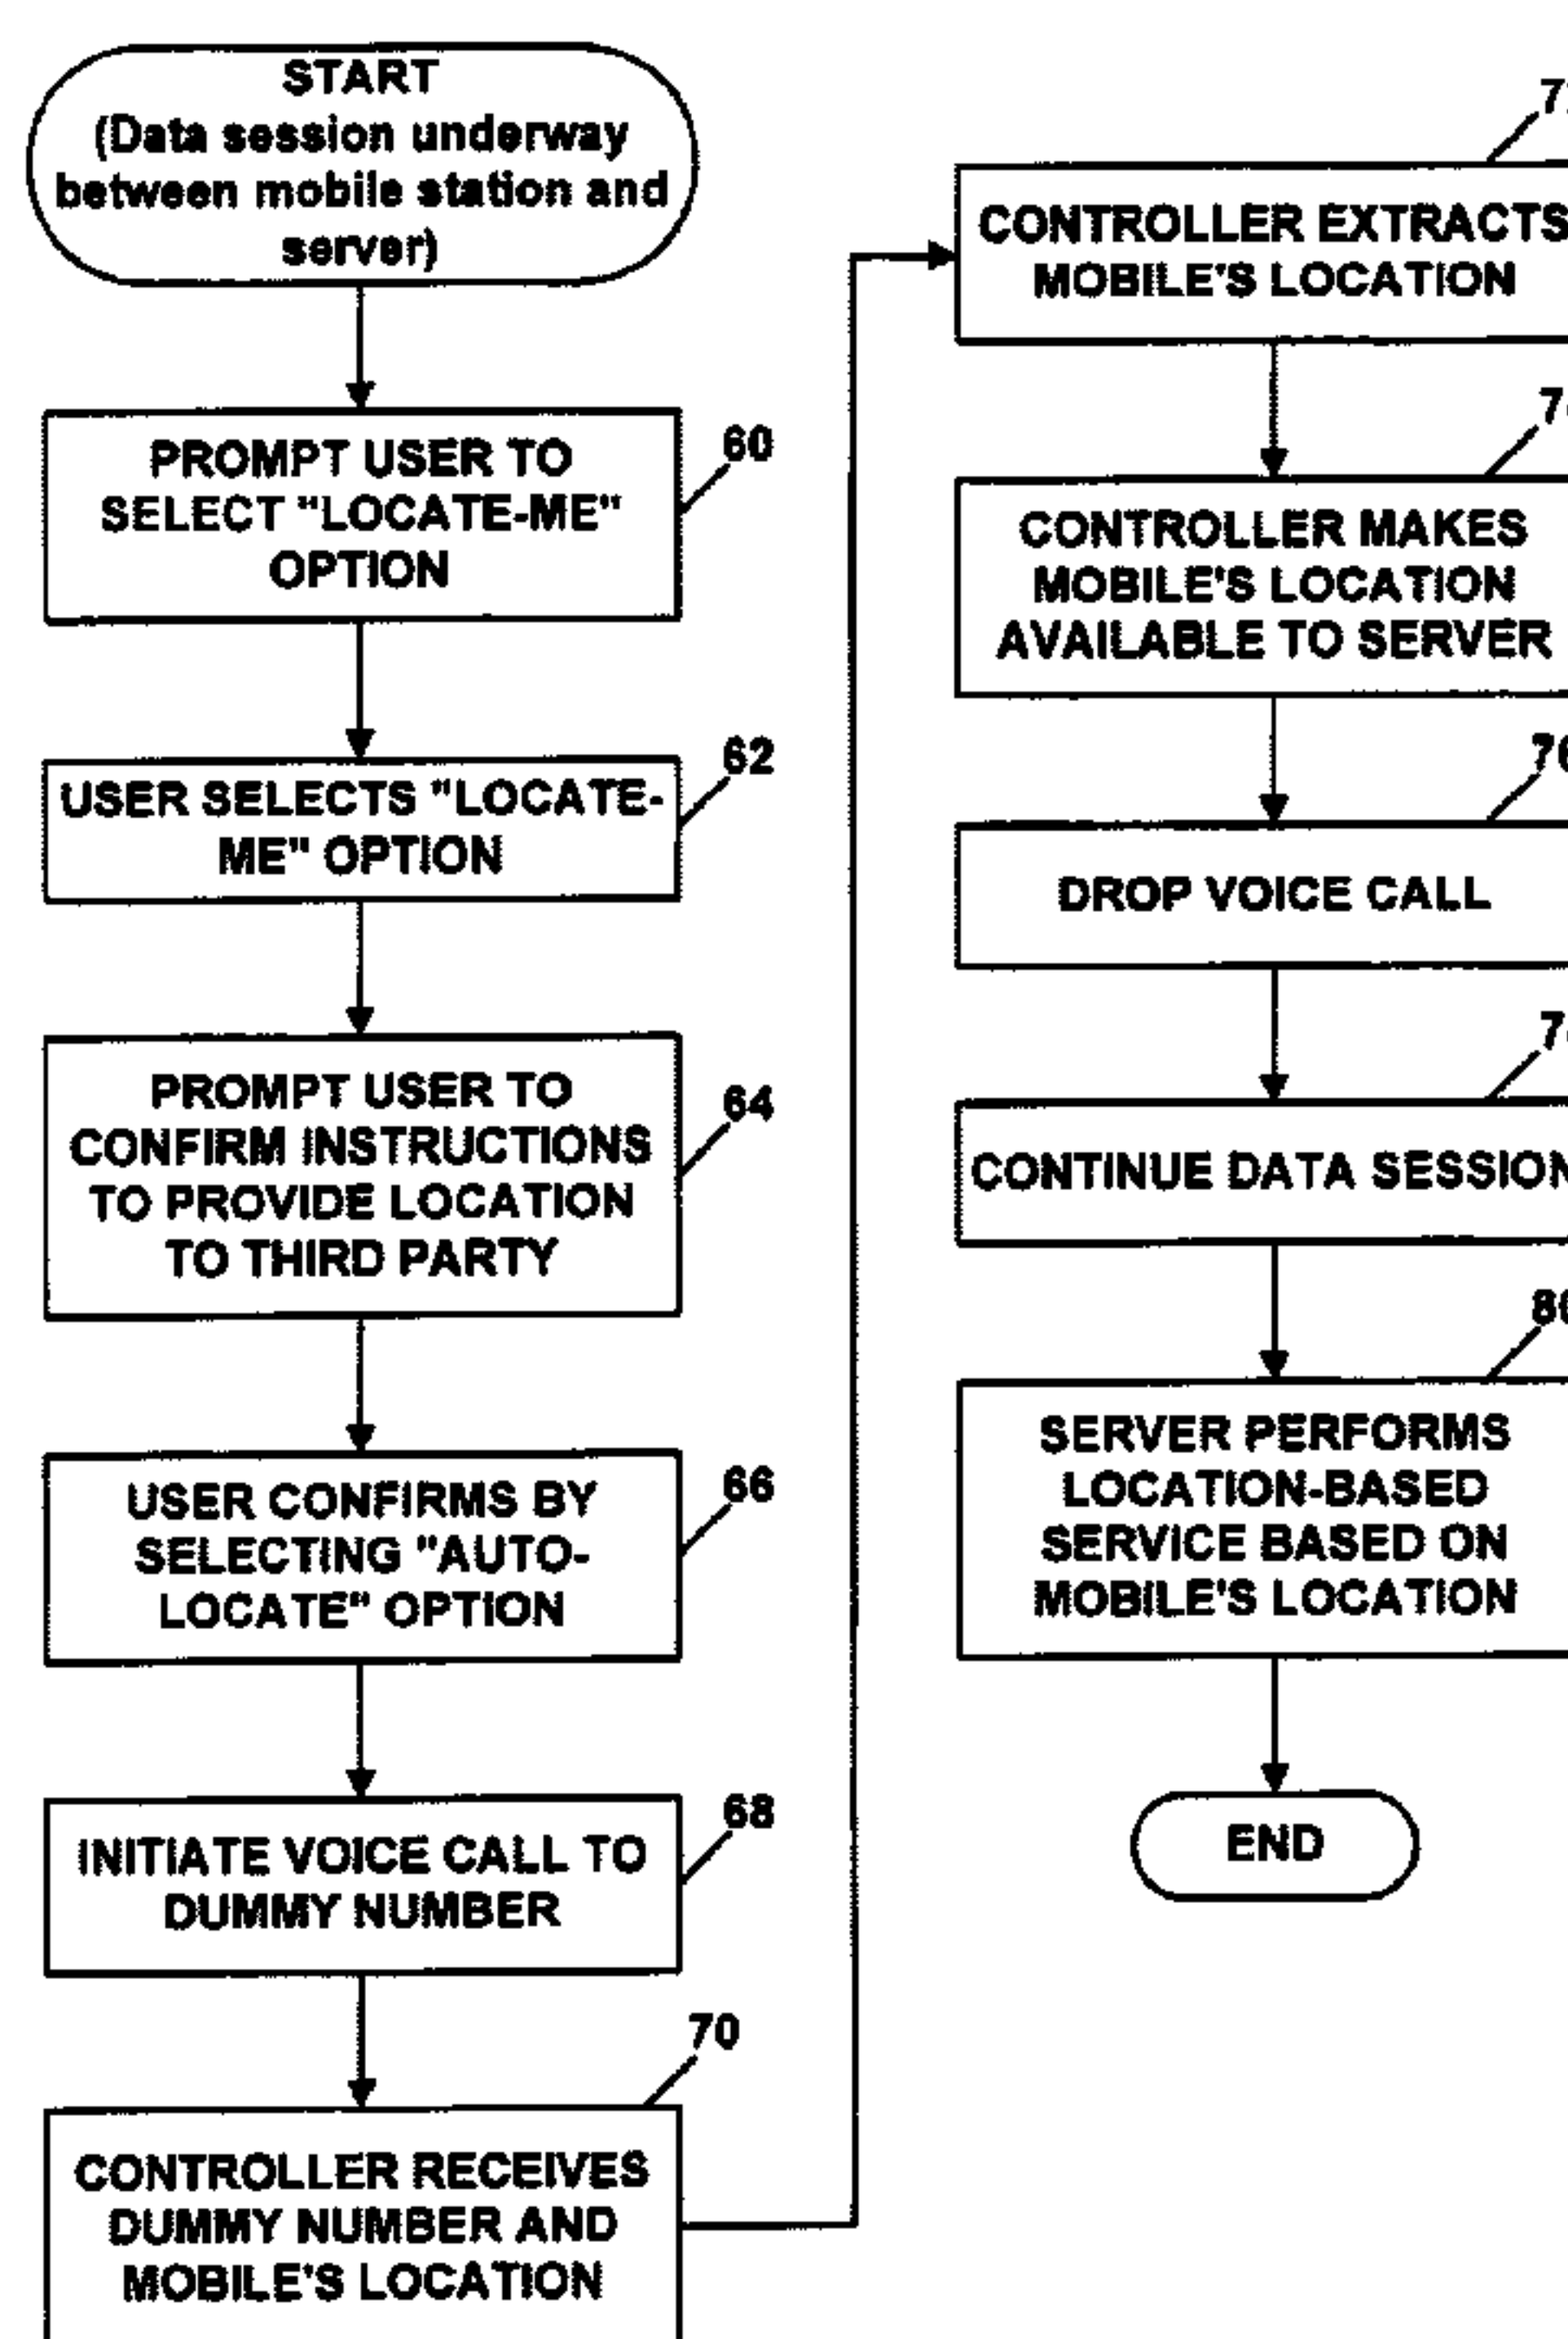 START
(Data session underway
between mobile station and
server)
PROMPT USER TO
SELECT "LOCATE-ME"
OPTION
60
USER SELECTS "LOCATE-
ME" OPTION
62
PROMPT USER TO
CONFIRM INSTRUCTIONS
TO PROVIDE LOCATION
TO THIRD PARTY
64
USER CONFIRMS BY
SELECTING "AUTO-
LOCATE" OPTION
66
INITIATE VOICE CALL TO
DUMMY NUMBER
68
70
CONTROLLER RECEIVES
DUMMY NUMBER AND
MOBILE'S LOCATION
CONTROLLER EXTRACTS
MOBILE'S LOCATION
CONTROLLER MAKES
MOBILE'S LOCATION
AVAILABLE TO SERVER
76
DROP VOICE CALL
CONTINUE DATA SESSION
80
SERVER PERFORMS
LOCATION-BASED
SERVICE BASED ON
MOBILE'S LOCATION
END